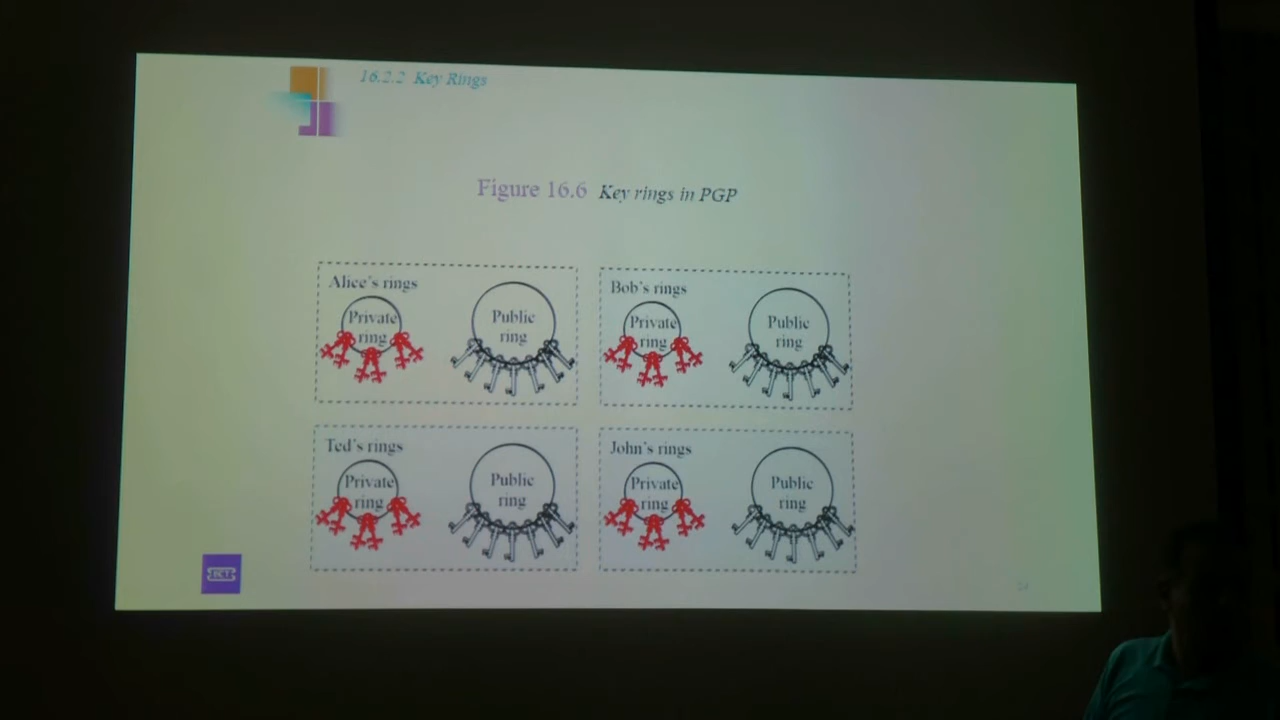 16.2.2 Key Rings
Figure 16.6 Key rings in PGP
Alice's rings
Private
ring
Public
ring
Bob's rings
Private
ring
Public
ring
Ted's rings
Private
ring
Public
ring
John's rings
Private
ring
Public
ring